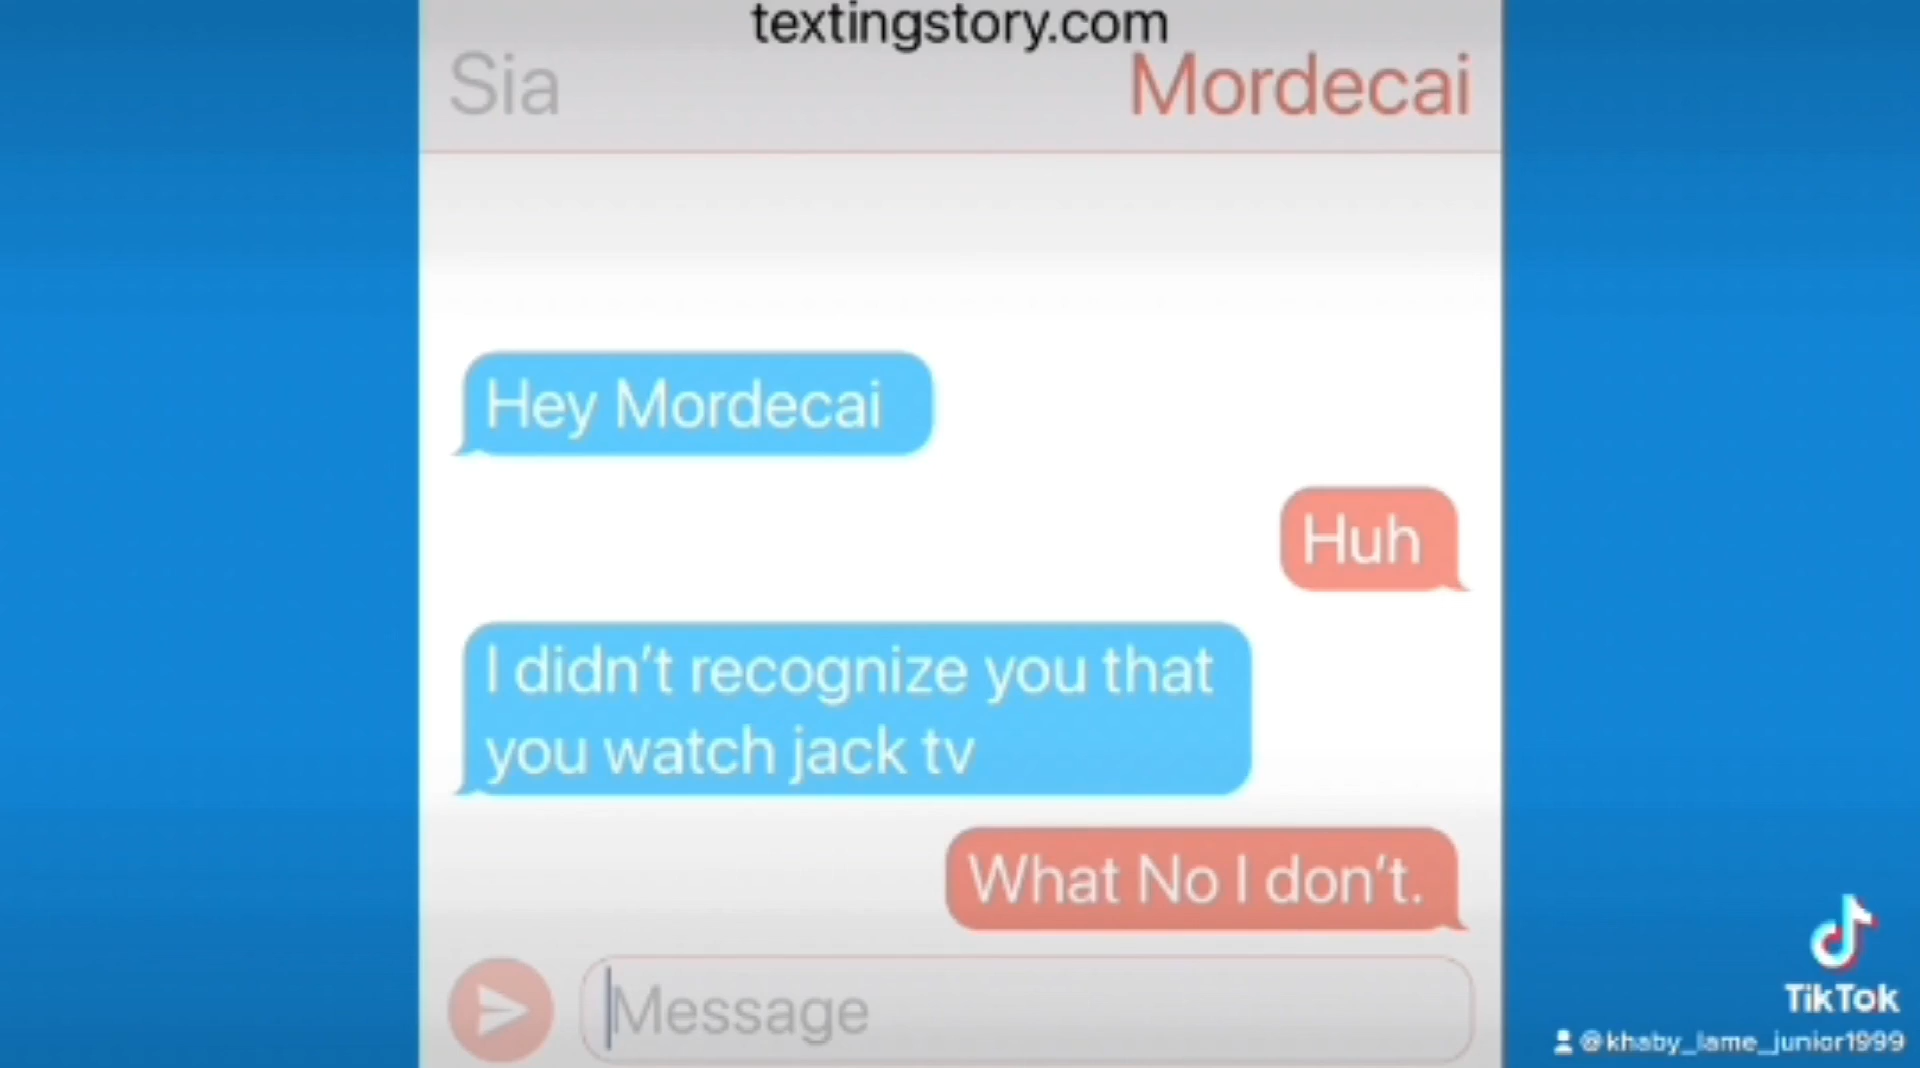 textingstory.com
Sia
Mordecai
Hey Mordecai
Huh
I didn't recognize you that
you watch jack tv
What No I don't.
Message
TikTok
@khaby_lame_junior1999